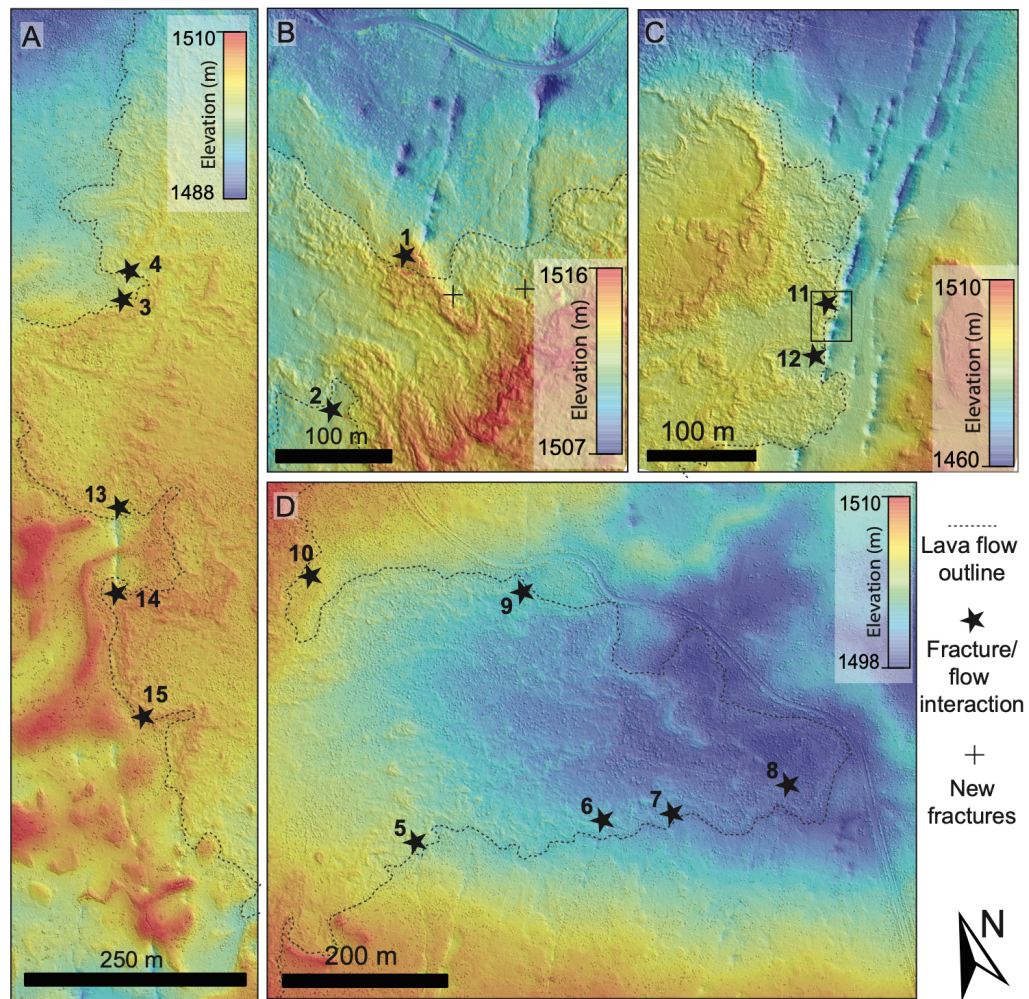 A
1510
Elevation (m)
1488
4
3
13
14
15
250 m
B
1
2
100 m
1516
Elevation (m)
1507
C
11
12
100 m
1510
Elevation (m)
1460
D
10
9
8
7
6
5
200 m
1510
Elevation (m)
1498
Lava flow
outline
Fracture/
flow
interaction
New
fractures
N